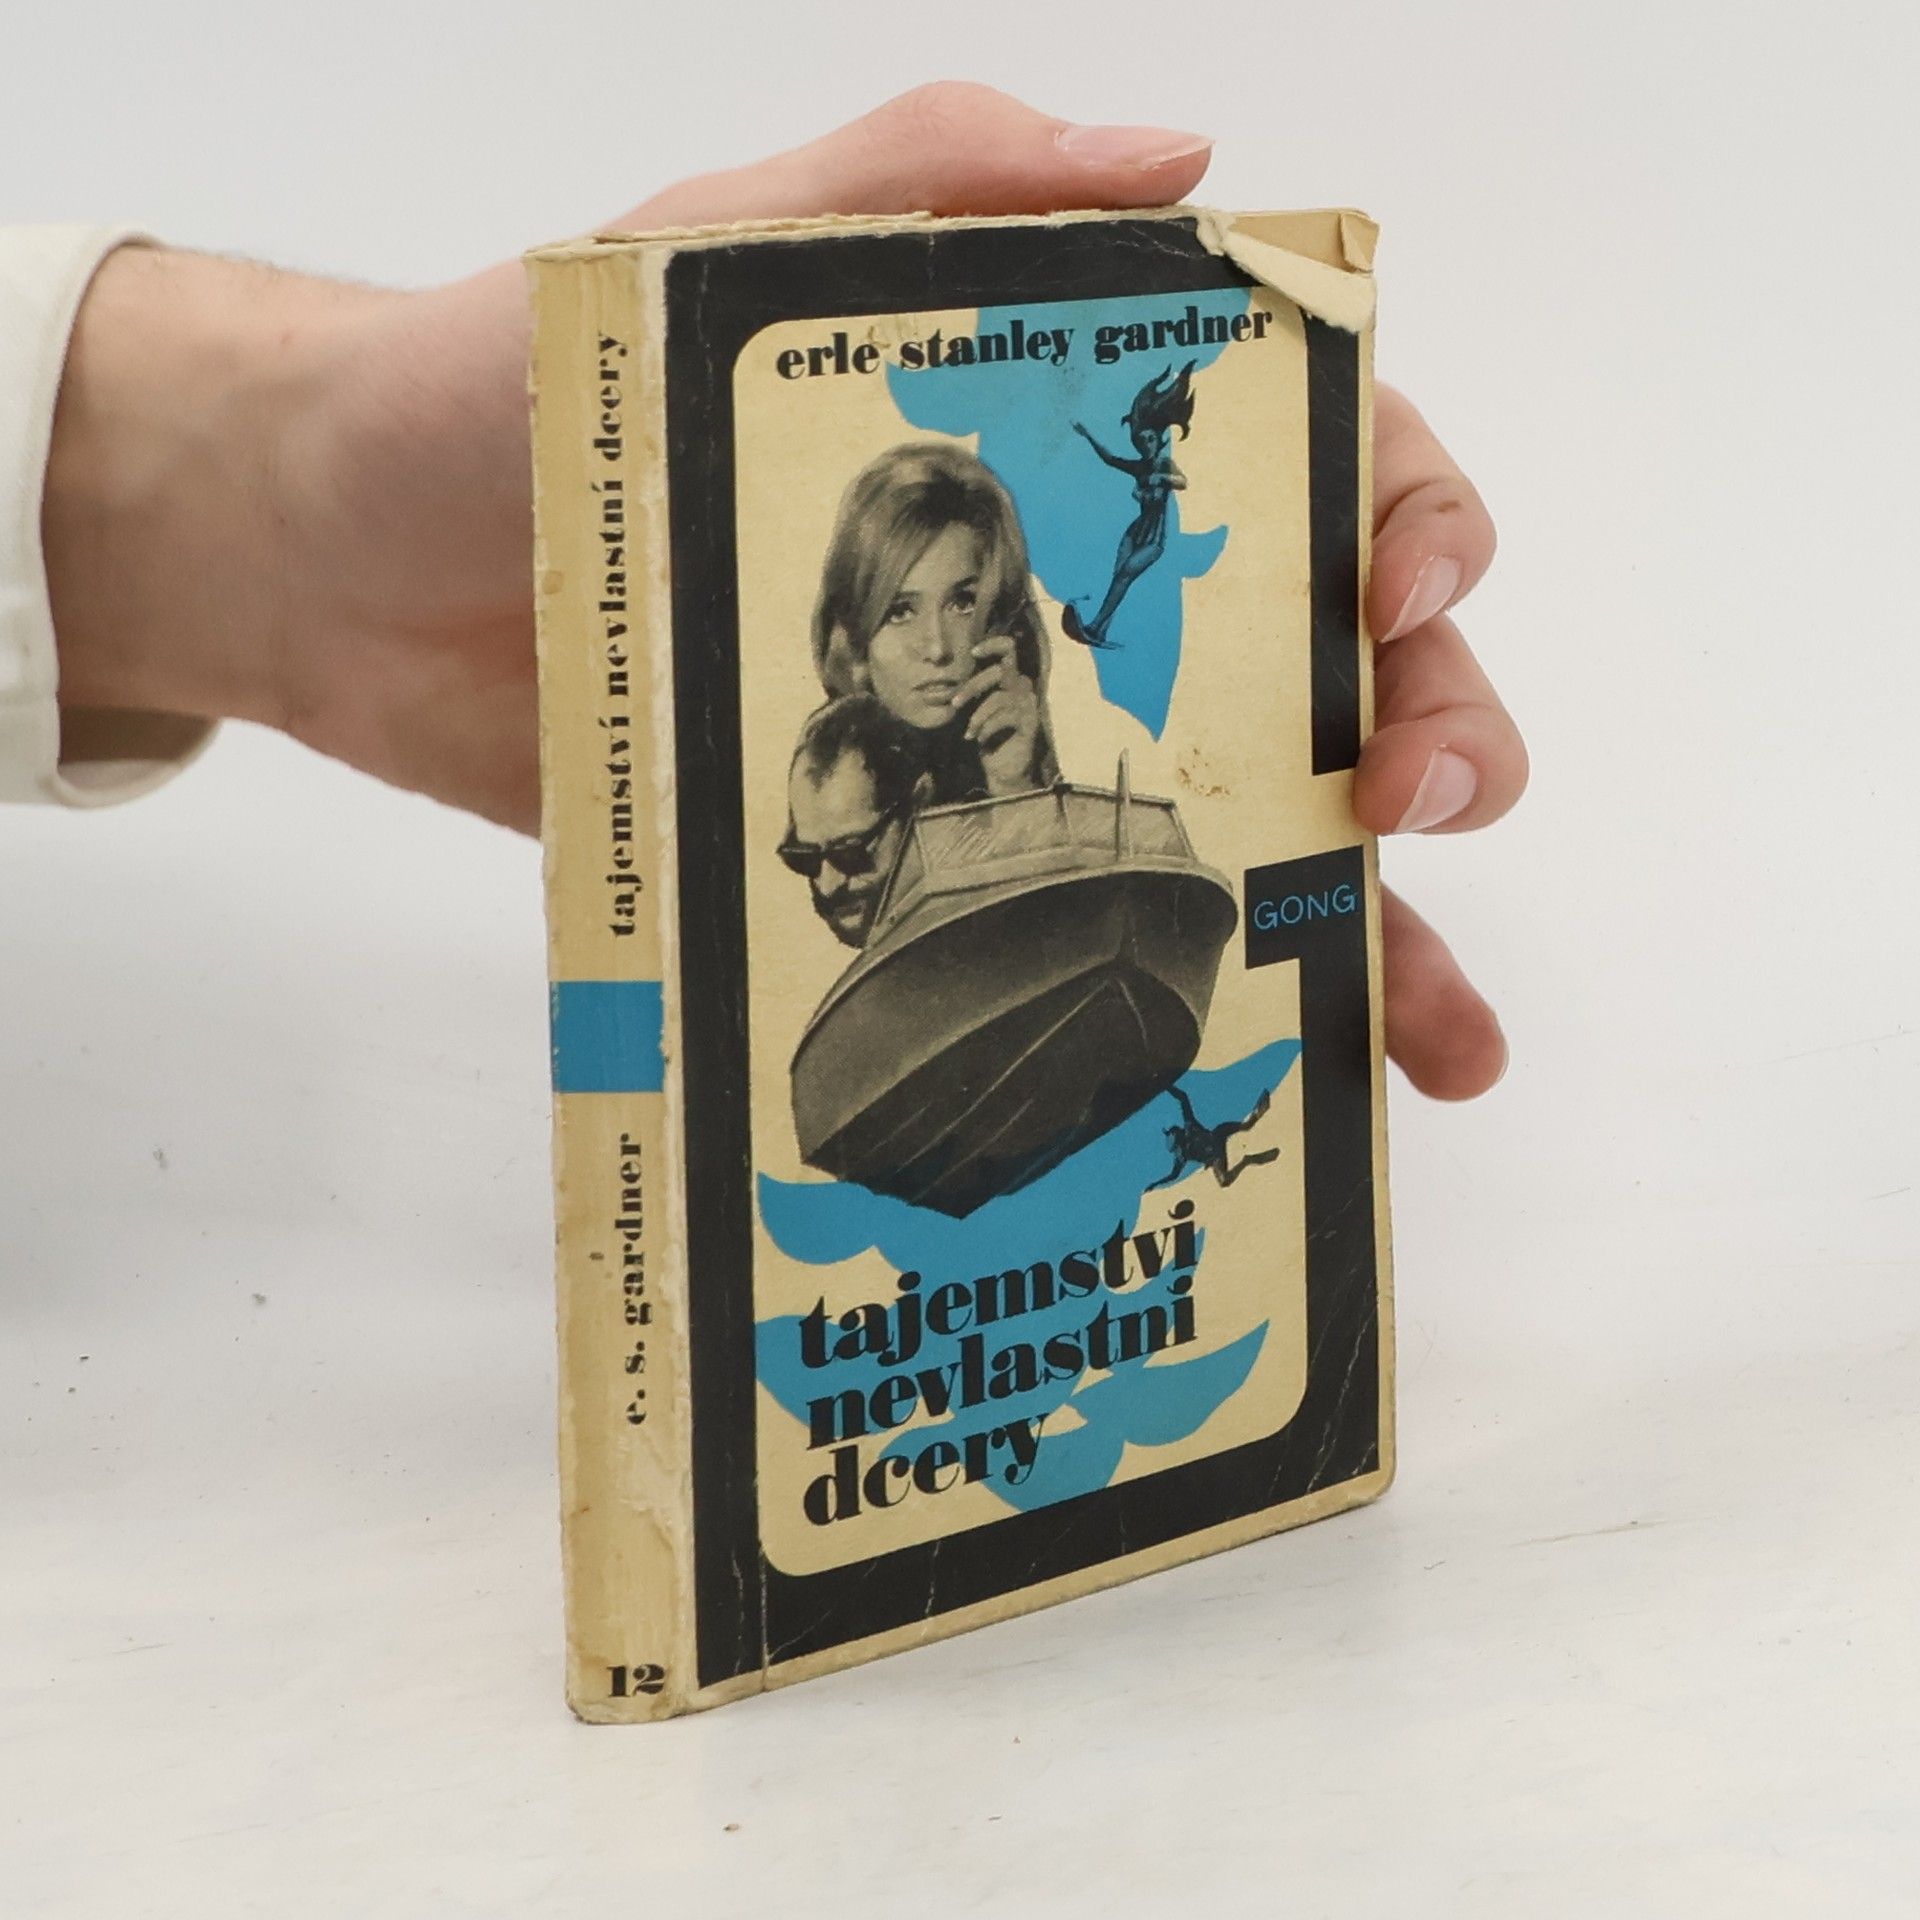 tajemství nevlastní dcery
e. s. gardner
12
erle stanley gardner
GONG
tajemství
nevlastní
dcery